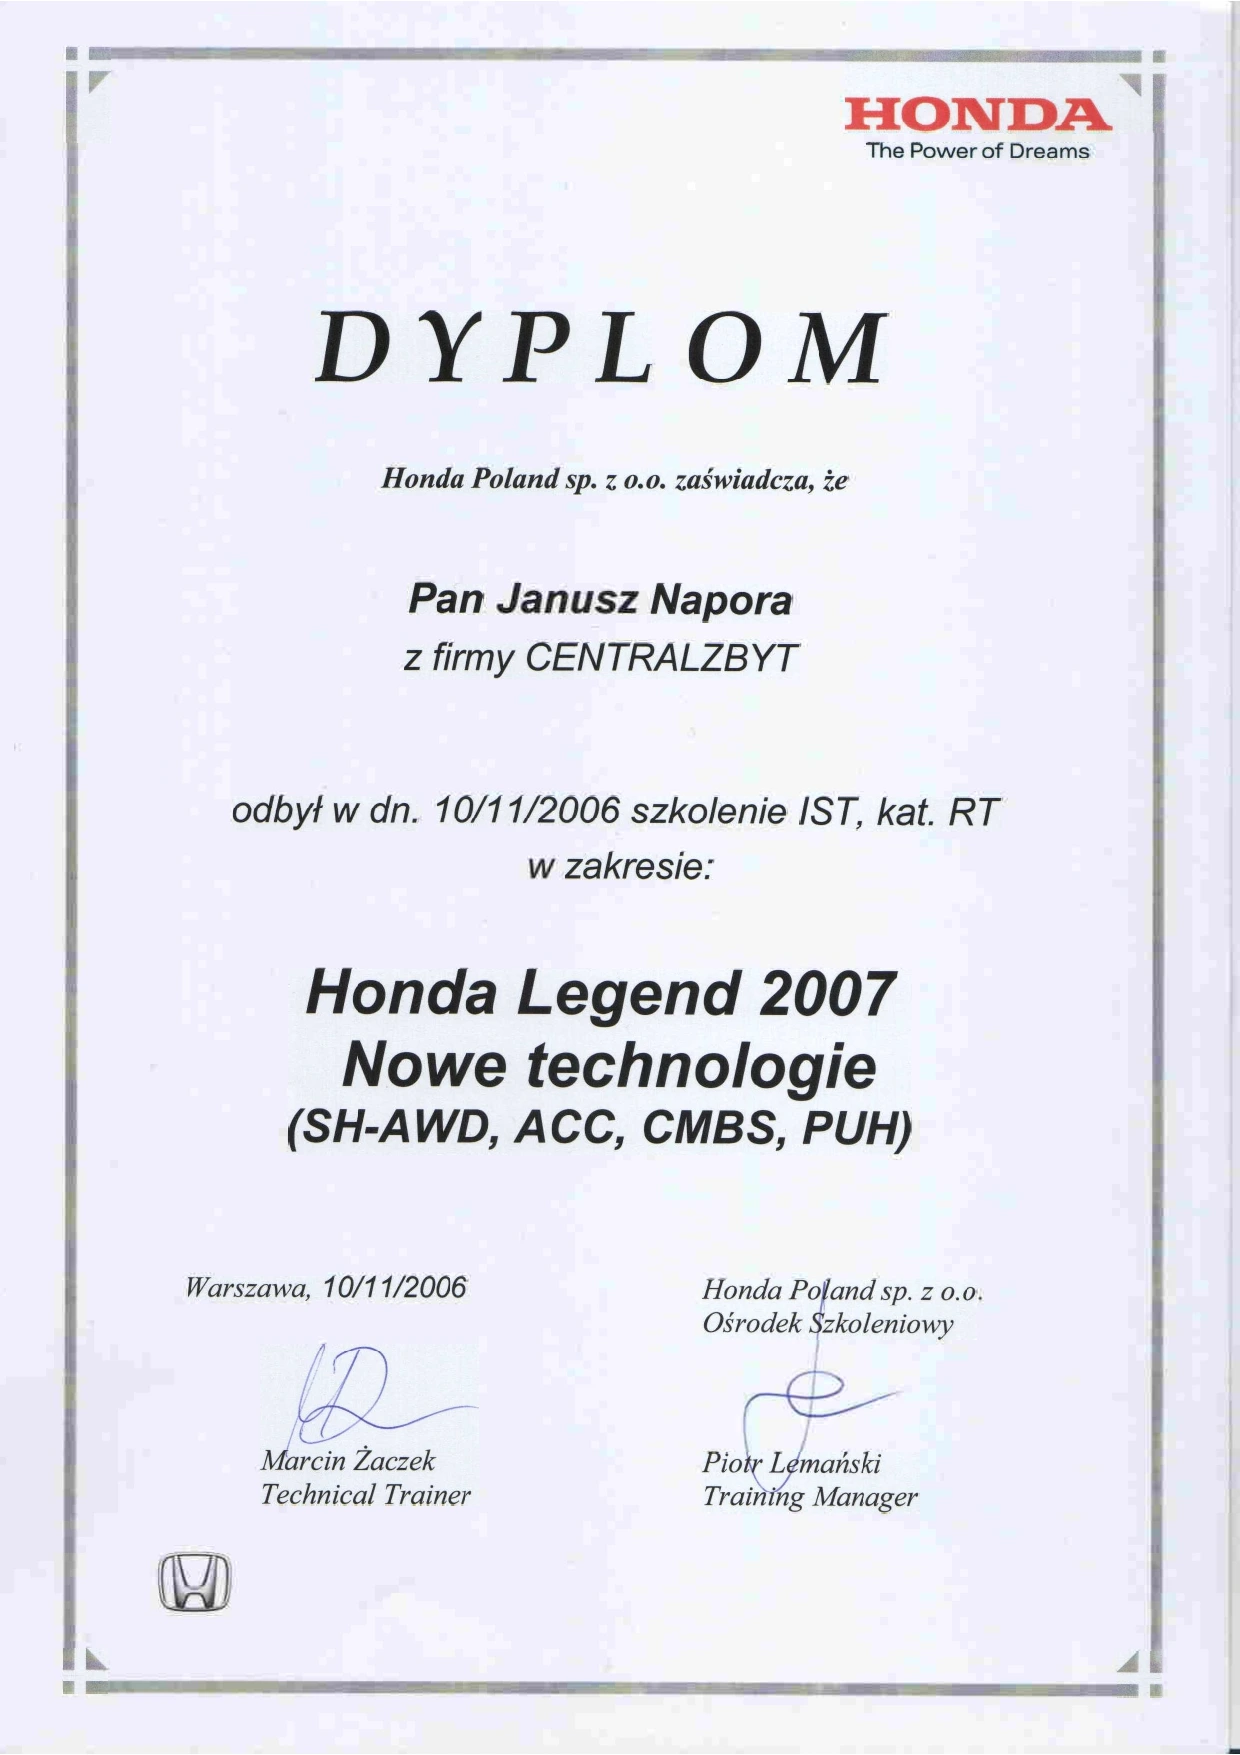 HONDA
The Power of Dreams
DYPLOM
Honda Poland sp. z o.o. zaświadcza, że
Pan Janusz Napora
z firmy CENTRALZBYT
odbył w dn. 10/11/2006 szkolenie IST, kat. RT
w zakresie:
Honda Legend 2007
Nowe technologie
(SH-AWD, ACC, CMBS, PUH)
Warszawa, 10/11/2006
Honda Poland sp. z o.o.
Ośrodek Szkoleniowy
Marcin Żaczek
Technical Trainer
Piotr Lemański
Training Manager